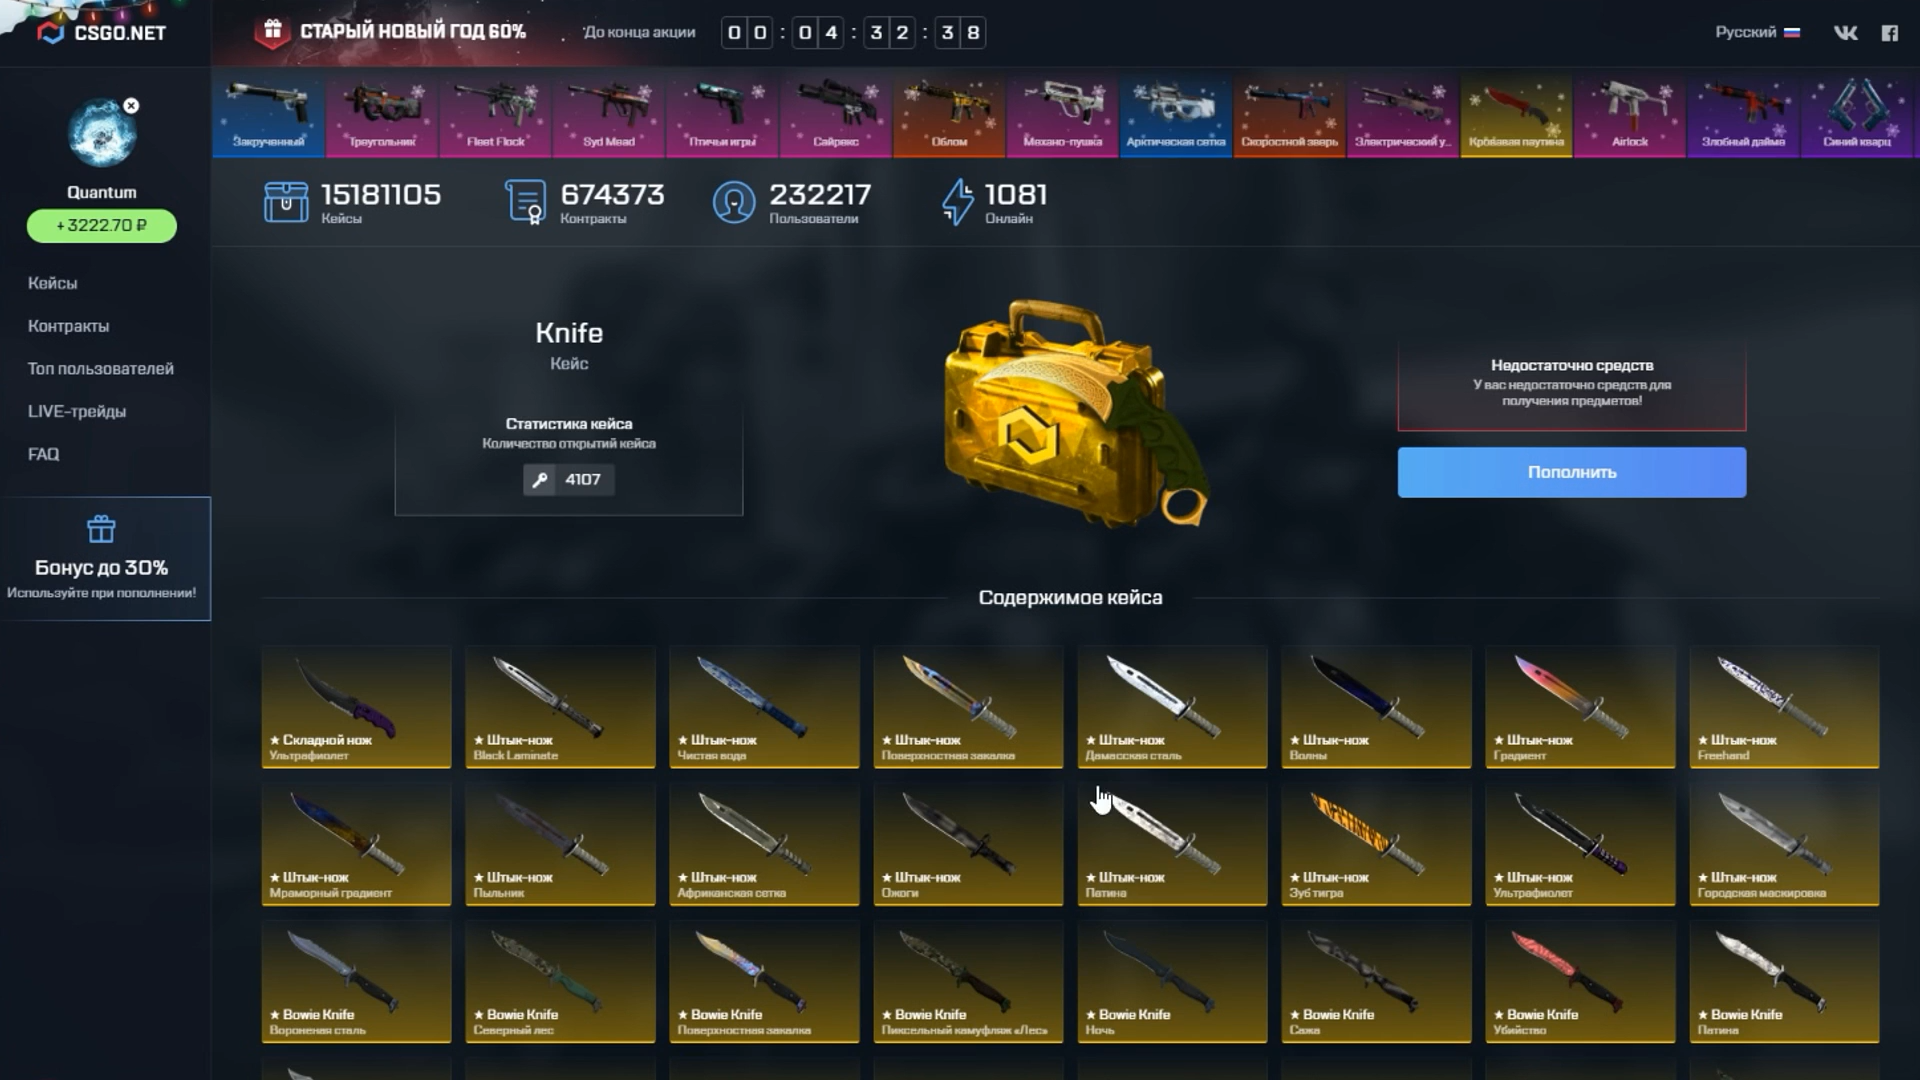 CSGO.NET
СТАРЫЙ НОВЫЙ ГОД 60%
До конца акции
00:04:32:38
Русский
Закрученный
Треугольник
Fleet Flock
Syd Mead
Птичьи игры
Сайрекс
Облом
Механо-пушка
Арктическая сетка
Скоростной зверь
Электрический у...
Кровавая паутина
Airlock
Злобный дайме
Синий кварц
Quantum
+3222.70 ₽
15181105
Кейсы
674373
Контракты
232217
Пользователи
1081
Онлайн
Кейсы
Контракты
Топ пользователей
LIVE-трейды
FAQ
Бонус до 30%
Используйте при пополнении!
Knife
Кейс
Статистика кейса
Количество открытий кейса
4107
Недостаточно средств
У вас недостаточно средств для
получения предметов!
Пополнить
Содержимое кейса
★ Складной нож
Ультрафиолет
★ Штык-нож
Black Laminate
★ Штык-нож
Чистая вода
★ Штык-нож
Поверхностная закалка
★ Штык-нож
Дамасская сталь
★ Штык-нож
Волны
★ Штык-нож
Градиент
★ Штык-нож
Freehand
★ Штык-нож
Мраморный градиент
★ Штык-нож
Пыльник
★ Штык-нож
Африканская сетка
★ Штык-нож
Ожоги
★ Штык-нож
Патина
★ Штык-нож
Зуб тигра
★ Штык-нож
Ультрафиолет
★ Штык-нож
Городская маскировка
★ Bowie Knife
Вороненая сталь
★ Bowie Knife
Северный лес
★ Bowie Knife
Поверхностная закалка
★ Bowie Knife
Пиксельный камуфляж «Лес»
★ Bowie Knife
Ночь
★ Bowie Knife
Сажа
★ Bowie Knife
Убийство
★ Bowie Knife
Патина